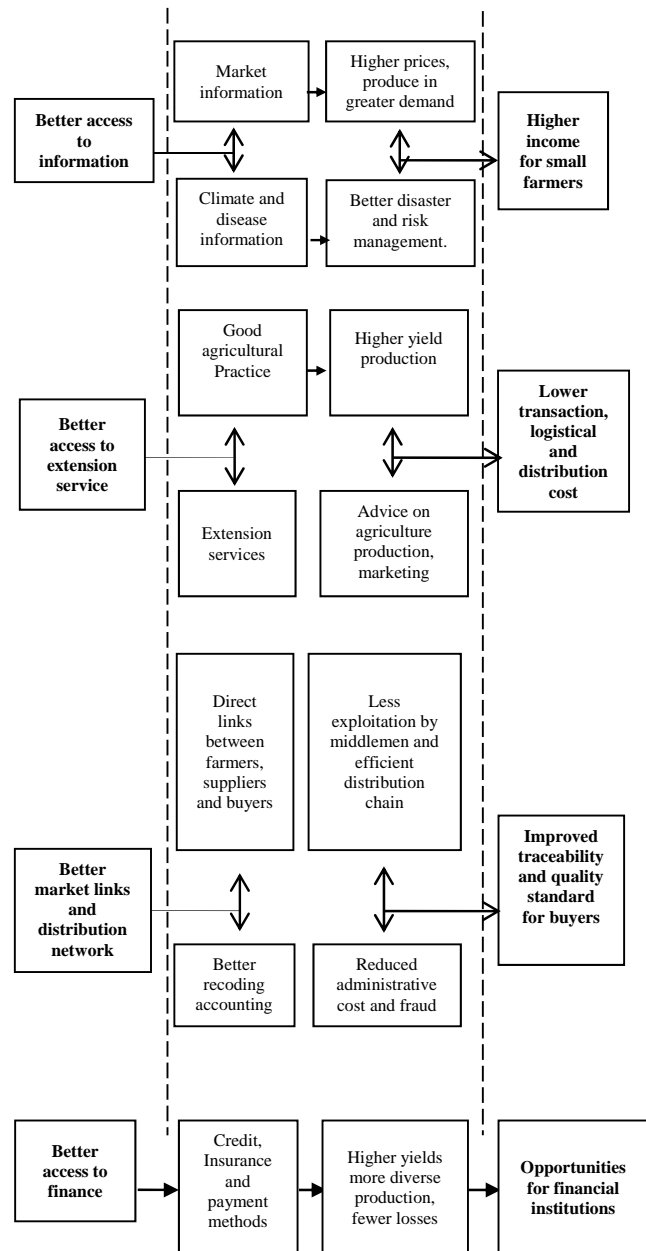 Market
information
Higher prices,
produce in
greater demand
Better access
to
information
Higher
income
for small
farmers
Climate and
disease
information
Better disaster
and risk
management.
Good
agricultural
Practice
Higher yield
production
Better
access to
extension
service
Lower
transaction,
logistical
and
distribution
cost
Extension
services
Advice on
agriculture
production,
marketing
Direct
links
between
farmers,
suppliers
and buyers
Less
exploitation by
middlemen and
efficient
distribution
chain
Better
market links
and
distribution
network
Improved
traceability
and quality
standard
for buyers
Better
recoding
accounting
Reduced
administrative
cost and fraud
Better
access to
finance
Credit,
Insurance
and
payment
methods
Higher yields
more diverse
production,
fewer losses
Opportunities
for financial
institutions